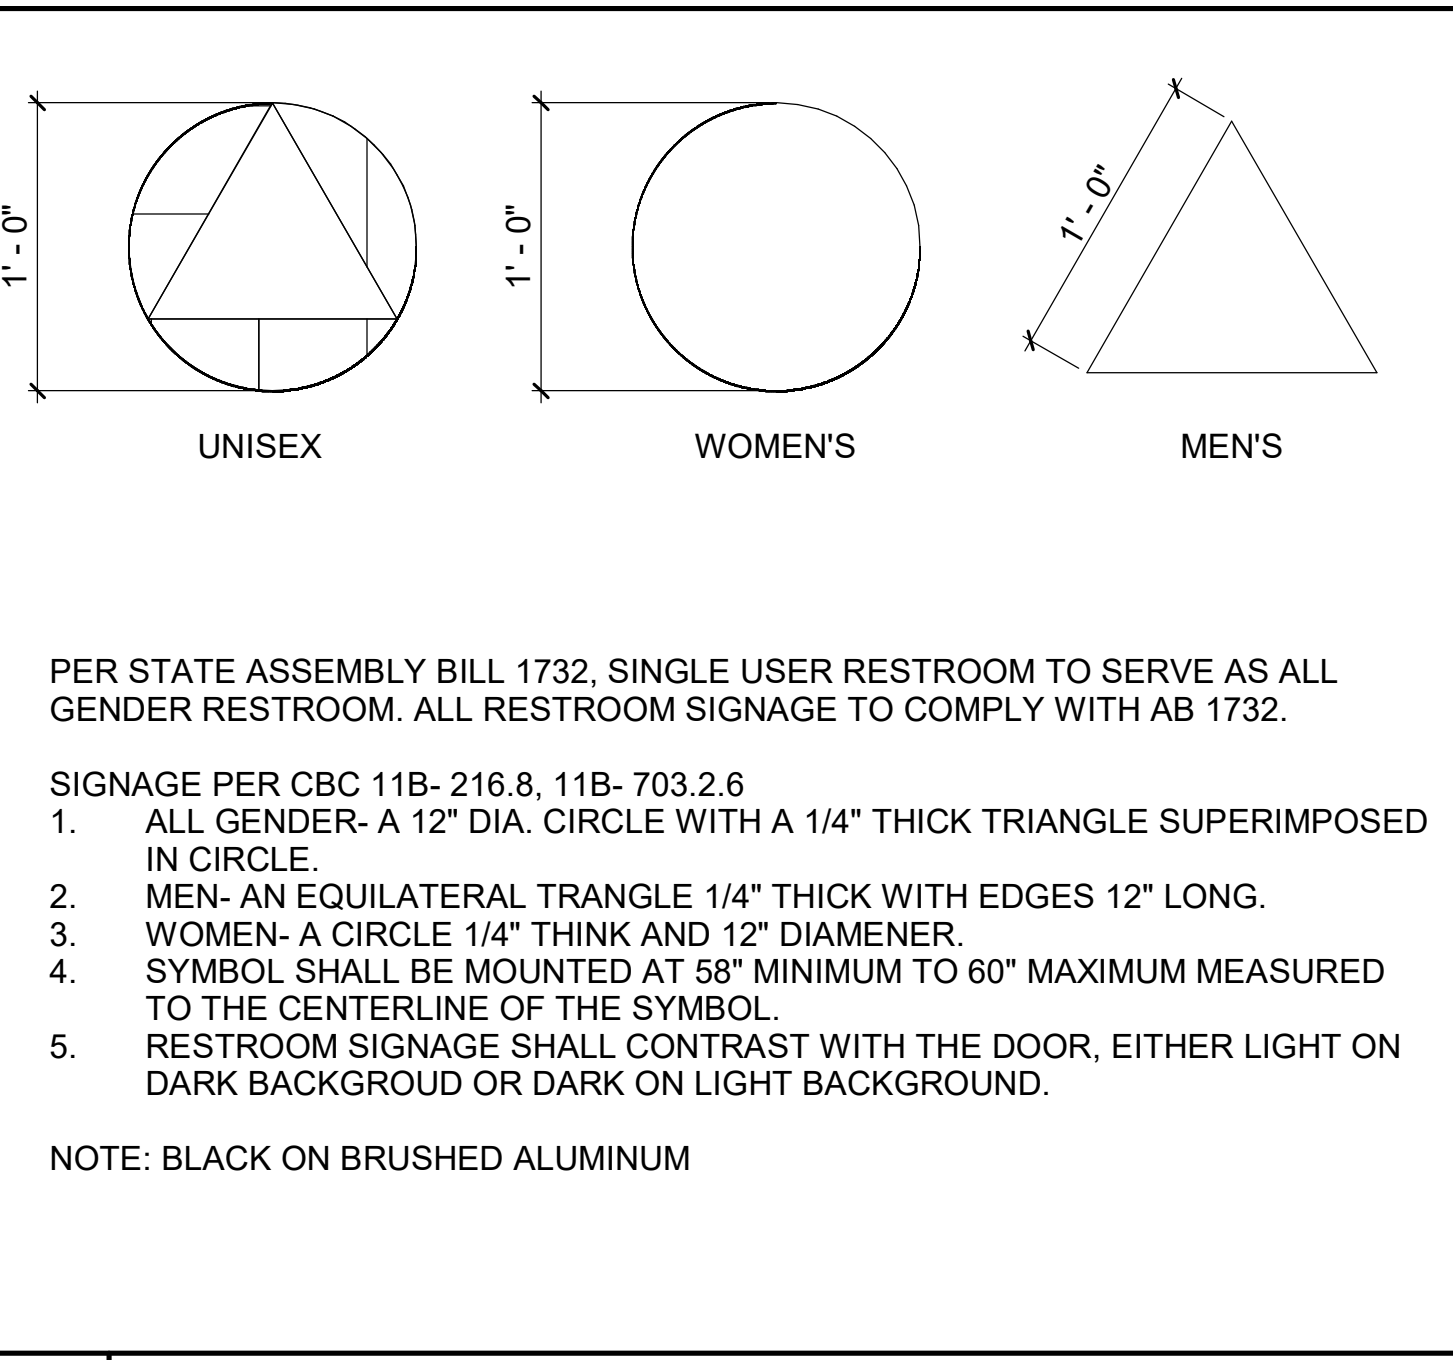 1' - 0"
1' - 0"
1' - 0"
UNISEX
WOMEN'S
MEN'S
PER STATE ASSEMBLY BILL 1732, SINGLE USER RESTROOM TO SERVE AS ALL
GENDER RESTROOM. ALL RESTROOM SIGNAGE TO COMPLY WITH AB 1732.
SIGNAGE PER CBC 11B- 216.8, 11B- 703.2.6
1. ALL GENDER- A 12" DIA. CIRCLE WITH A 1/4" THICK TRIANGLE SUPERIMPOSED
IN CIRCLE.
2. MEN- AN EQUILATERAL TRANGLE 1/4" THICK WITH EDGES 12" LONG.
3. WOMEN- A CIRCLE 1/4" THINK AND 12" DIAMENER.
4. SYMBOL SHALL BE MOUNTED AT 58" MINIMUM TO 60" MAXIMUM MEASURED
TO THE CENTERLINE OF THE SYMBOL.
5. RESTROOM SIGNAGE SHALL CONTRAST WITH THE DOOR, EITHER LIGHT ON
DARK BACKGROUD OR DARK ON LIGHT BACKGROUND.
NOTE: BLACK ON BRUSHED ALUMINUM